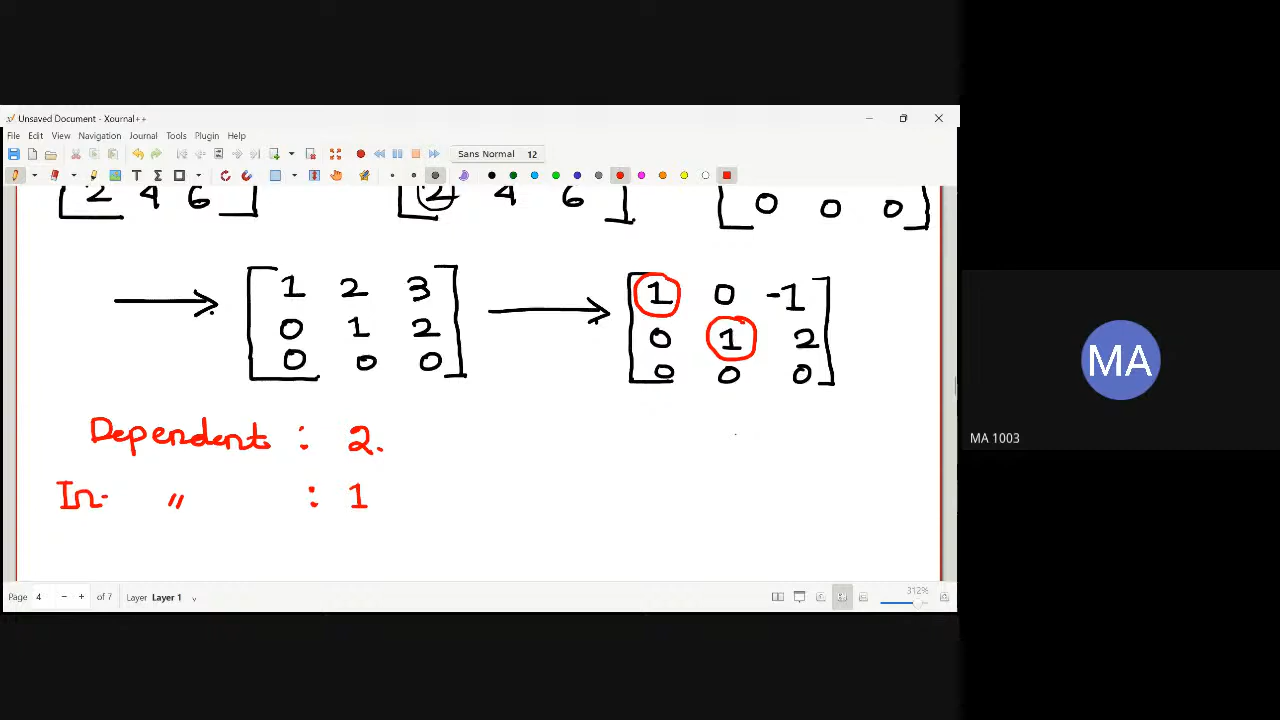 Unsaved Document - Xournal++
File Edit View Navigation Journal Tools Plugin Help
Sans Normal 12
2 4 6 2 4 6 0 0 0
1 2 3 1 0 -1
0 1 2 0 1 2
0 0 0 0 0 0
Dependent : 2.
In- " : 1
MA
MA 1003
Page 4 - + of 7 Layer Layer 1 312%